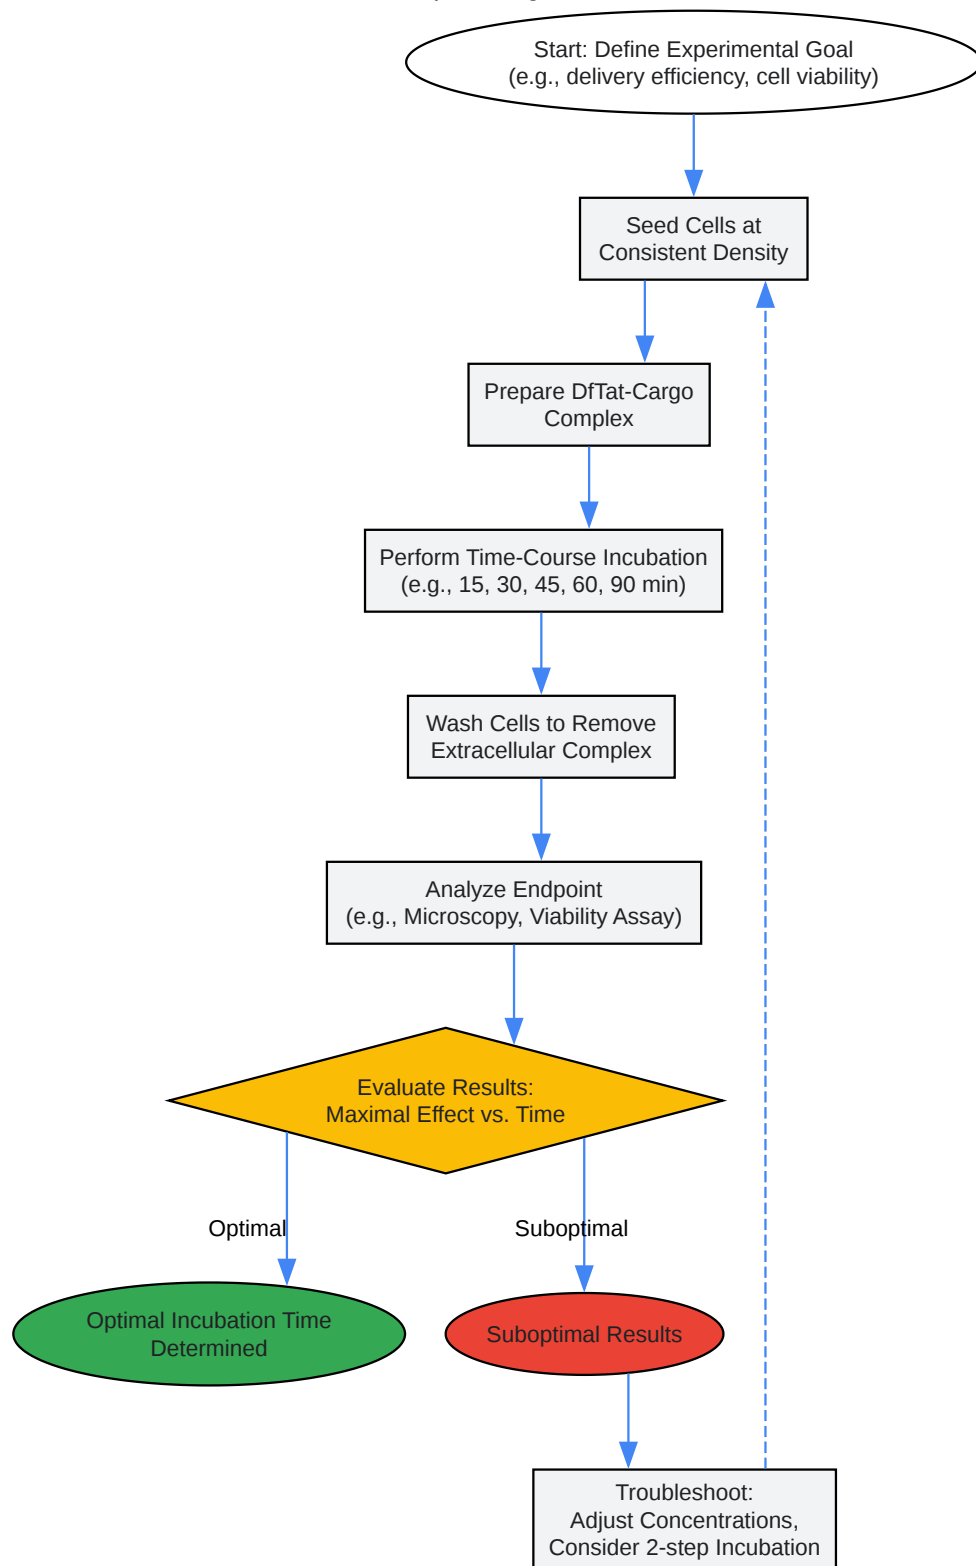 Start: Define Experimental Goal
(e.g., delivery efficiency, cell viability)
Seed Cells at
Consistent Density
Prepare DfTat-Cargo
Complex
Perform Time-Course Incubation
(e.g., 15, 30, 45, 60, 90 min)
Wash Cells to Remove
Extracellular Complex
Analyze Endpoint
(e.g., Microscopy, Viability Assay)
Evaluate Results:
Maximal Effect vs. Time
Optimal
Suboptimal
Optimal Incubation Time
Determined
Suboptimal Results
Troubleshoot:
Adjust Concentrations,
Consider 2-step Incubation